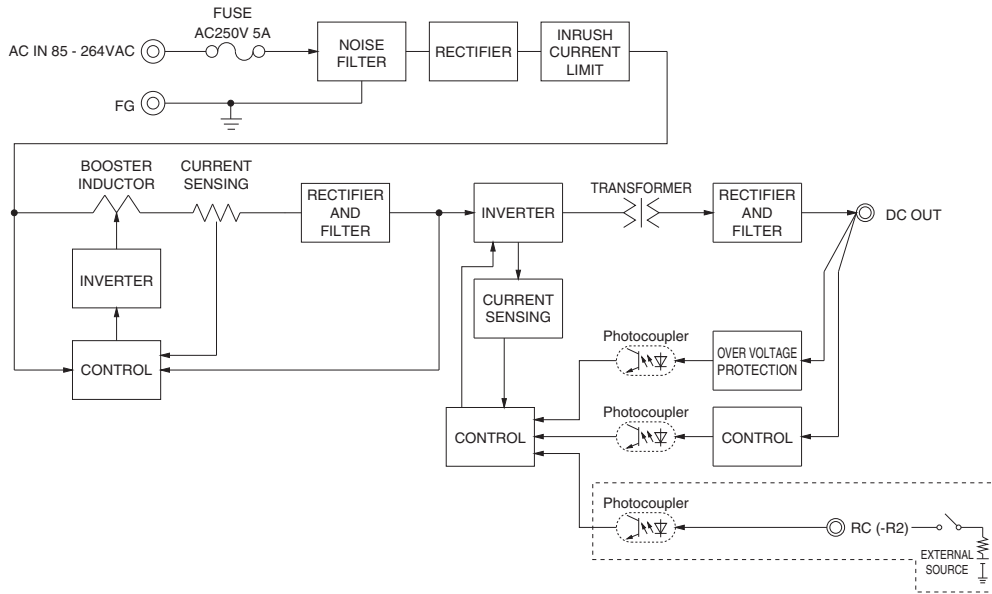 FUSE
AC250V 5A
AC IN 85 - 264VAC
NOISE
FILTER
RECTIFIER
INRUSH
CURRENT
LIMIT
FG
BOOSTER
INDUCTOR
CURRENT
SENSING
RECTIFIER
AND
FILTER
INVERTER
TRANSFORMER
RECTIFIER
AND
FILTER
DC OUT
INVERTER
CURRENT
SENSING
CONTROL
Photocoupler
OVER VOLTAGE
PROTECTION
Photocoupler
CONTROL
CONTROL
Photocoupler
RC (-R2)
EXTERNAL
SOURCE